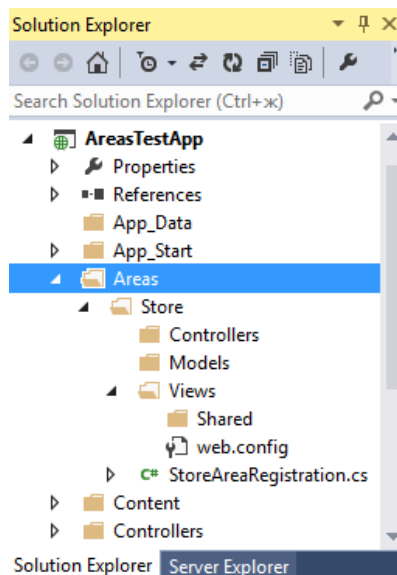 Solution Explorer
Search Solution Explorer (Ctrl+ж)
AreasTestApp
Properties
References
App_Data
App_Start
Areas
Store
Controllers
Models
Views
Shared
web.config
C# StoreAreaRegistration.cs
Content
Controllers
Solution Explorer Server Explorer